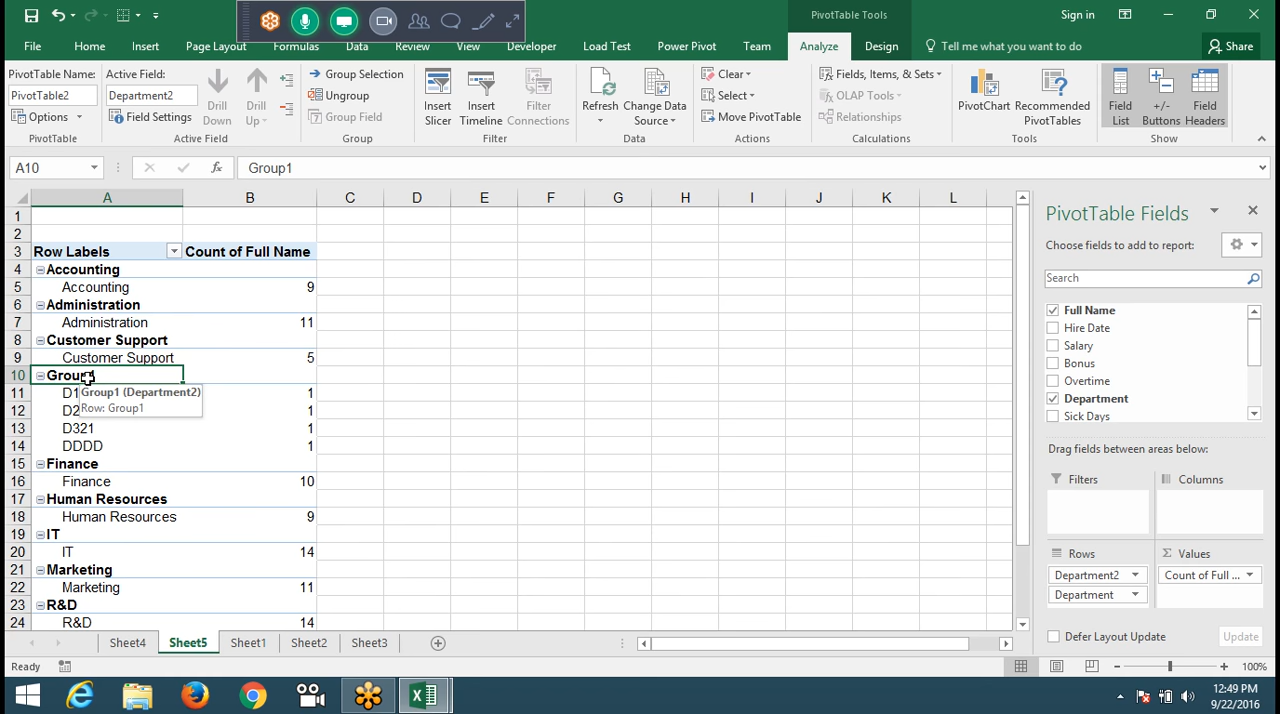 PivotTable Tools
Sign in
File Home Insert Page Layout Formulas Data Review View Developer Load Test Power Pivot Team Analyze Design Tell me what you want to do Share
PivotTable Name:
PivotTable2
Options
PivotTable
Active Field:
Department2
Field Settings
Drill Down
Drill Up
Active Field
Group Selection
Ungroup
Group Field
Group
Insert Slicer
Insert Timeline
Filter Connections
Filter
Refresh
Change Data Source
Data
Clear
Select
Move PivotTable
Actions
Fields, Items, & Sets
OLAP Tools
Relationships
Calculations
PivotChart
Recommended PivotTables
Tools
Field List
+/- Buttons
Field Headers
Show
A10 fx Group1
A B C D E F G H I J K L
1
2
3 Row Labels Count of Full Name
4 Accounting
5 Accounting 9
6 Administration
7 Administration 11
8 Customer Support
9 Customer Support 5
10 Group1
11 1
12 1
13 D321 1
14 DDDD 1
15 Finance
16 Finance 10
17 Human Resources
18 Human Resources 9
19 IT
20 IT 14
21 Marketing
22 Marketing 11
23 R&D
24 R&D 14
Group1 (Department2)
Row: Group1
PivotTable Fields
Choose fields to add to report:
Search
Full Name
Hire Date
Salary
Bonus
Overtime
Department
Sick Days
Drag fields between areas below:
Filters
Columns
Rows
Department2
Department
Σ Values
Count of Full ...
Defer Layout Update Update
Sheet4 Sheet5 Sheet1 Sheet2 Sheet3
Ready
100%
12:49 PM
9/22/2016